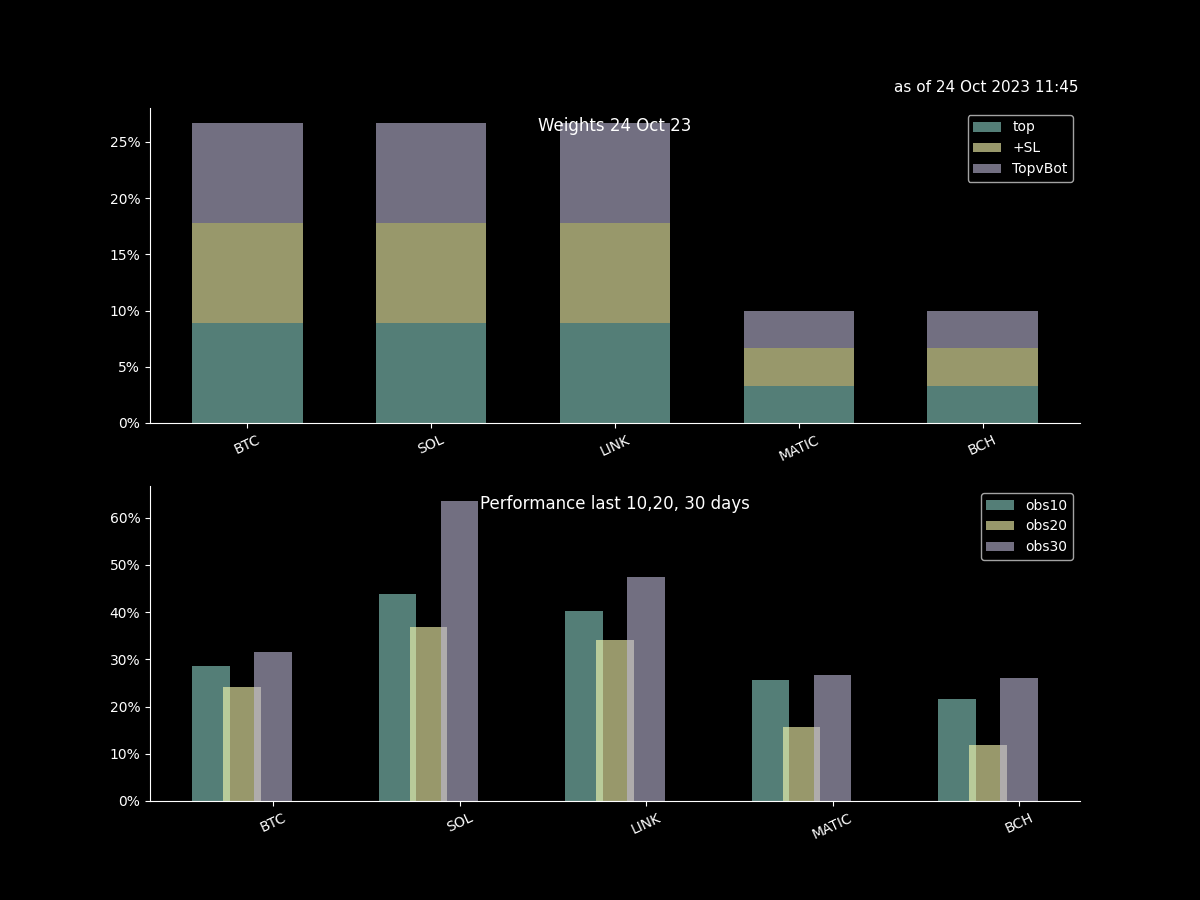 as of 24 Oct 2023 11:45
Weights 24 Oct 23
top
+SL
TopvBot
25%
20%
15%
10%
5%
0%
BTC
SOL
LINK
MATIC
BCH
Performance last 10,20, 30 days
obs10
obs20
obs30
60%
50%
40%
30%
20%
10%
0%
BTC
SOL
LINK
MATIC
BCH